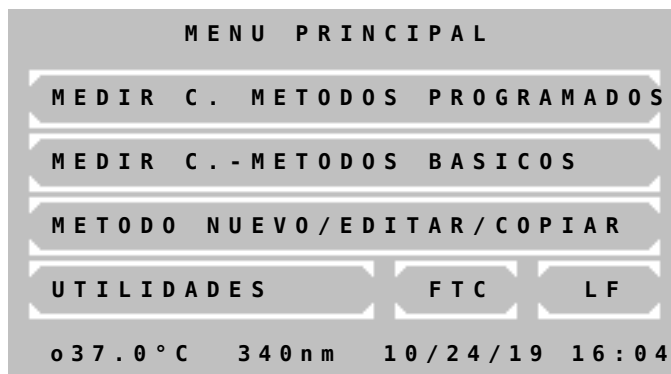 MENU PRINCIPAL
MEDIR C. METODOS PROGRAMADOS
MEDIR C.-METODOS BASICOS
METODO NUEVO/EDITAR/COPIAR
UTILIDADES FTC LF
o37.0°C 340nm 10/24/19 16:04